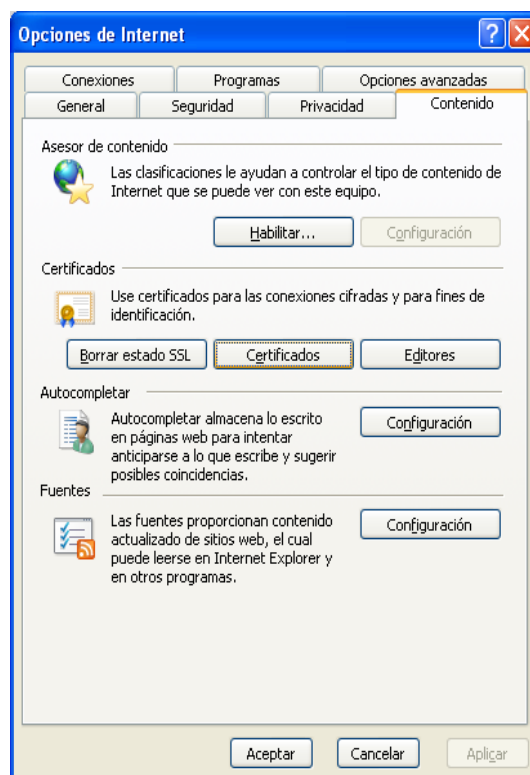 Opciones de Internet
Conexiones Programas Opciones avanzadas
General Seguridad Privacidad Contenido
Asesor de contenido
Las clasificaciones le ayudan a controlar el tipo de contenido de
Internet que se puede ver con este equipo.
Habilitar... Configuración
Certificados
Use certificados para las conexiones cifradas y para fines de
identificación.
Borrar estado SSL Certificados Editores
Autocompletar
Autocompletar almacena lo escrito
en páginas web para intentar
anticiparse a lo que escribe y sugerir
posibles coincidencias.
Configuración
Fuentes
Las fuentes proporcionan contenido
actualizado de sitios web, el cual
puede leerse en Internet Explorer y
en otros programas.
Configuración
Aceptar Cancelar Aplicar